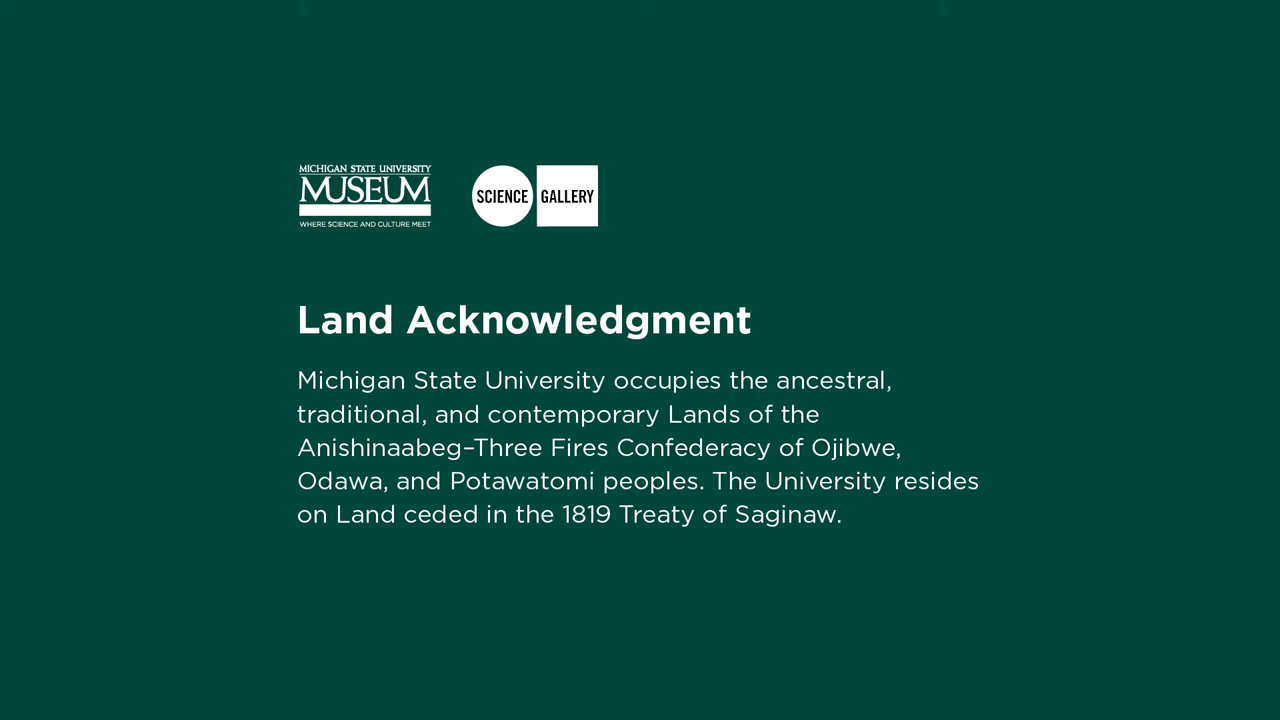 MICHIGAN STATE UNIVERSITY
MUSEUM
WHERE SCIENCE AND CULTURE MEET
SCIENCE GALLERY
Land Acknowledgment
Michigan State University occupies the ancestral,
traditional, and contemporary Lands of the
Anishinaabeg–Three Fires Confederacy of Ojibwe,
Odawa, and Potawatomi peoples. The University resides
on Land ceded in the 1819 Treaty of Saginaw.